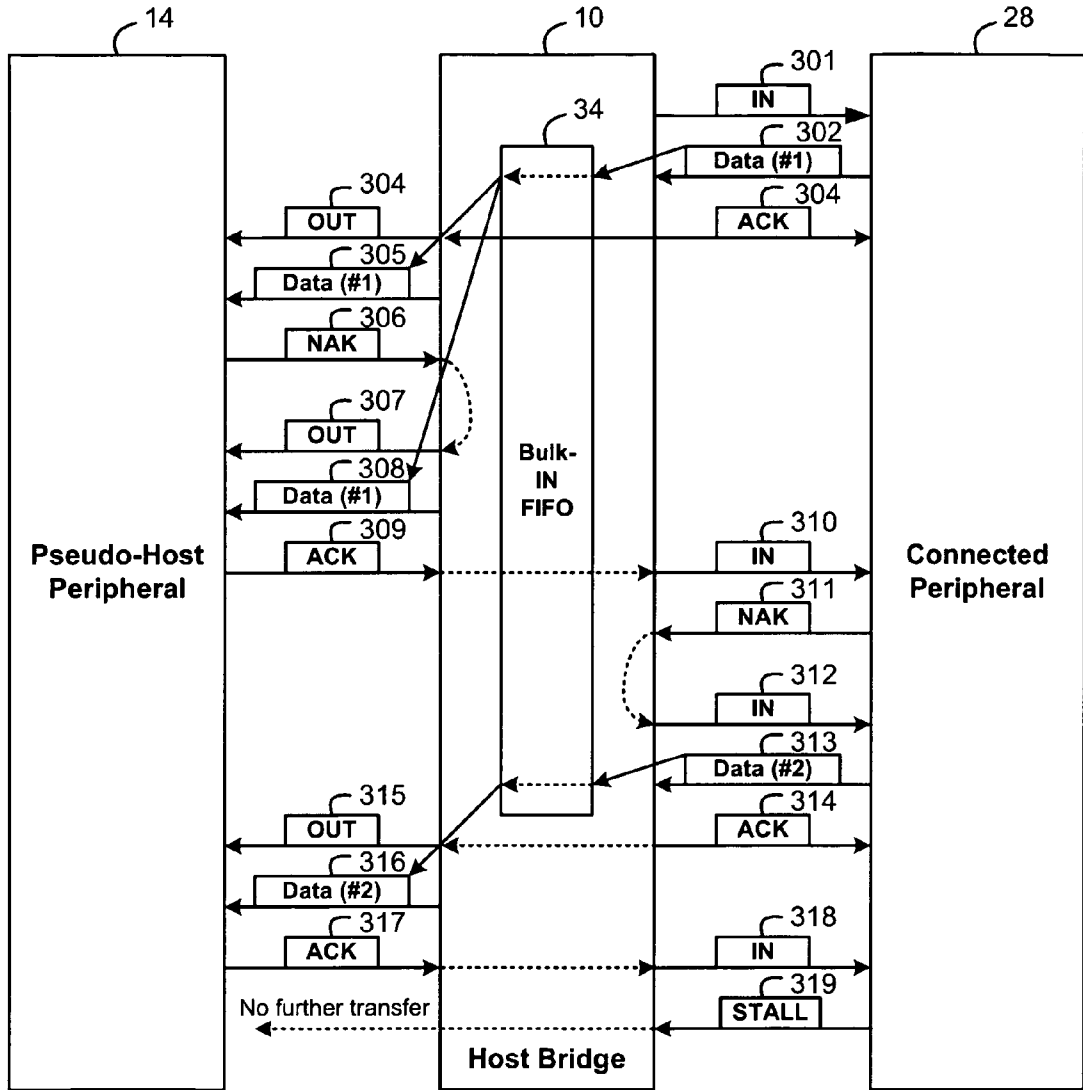 14
10
28
301
IN
34
302
Data (#1)
304
OUT
304
ACK
305
Data (#1)
306
NAK
307
OUT
308
Data (#1)
Bulk-
IN
FIFO
309
ACK
310
IN
Pseudo-Host
Peripheral
Connected
Peripheral
311
NAK
312
IN
313
Data (#2)
315
OUT
314
ACK
316
Data (#2)
317
ACK
318
IN
319
STALL
No further transfer
Host Bridge